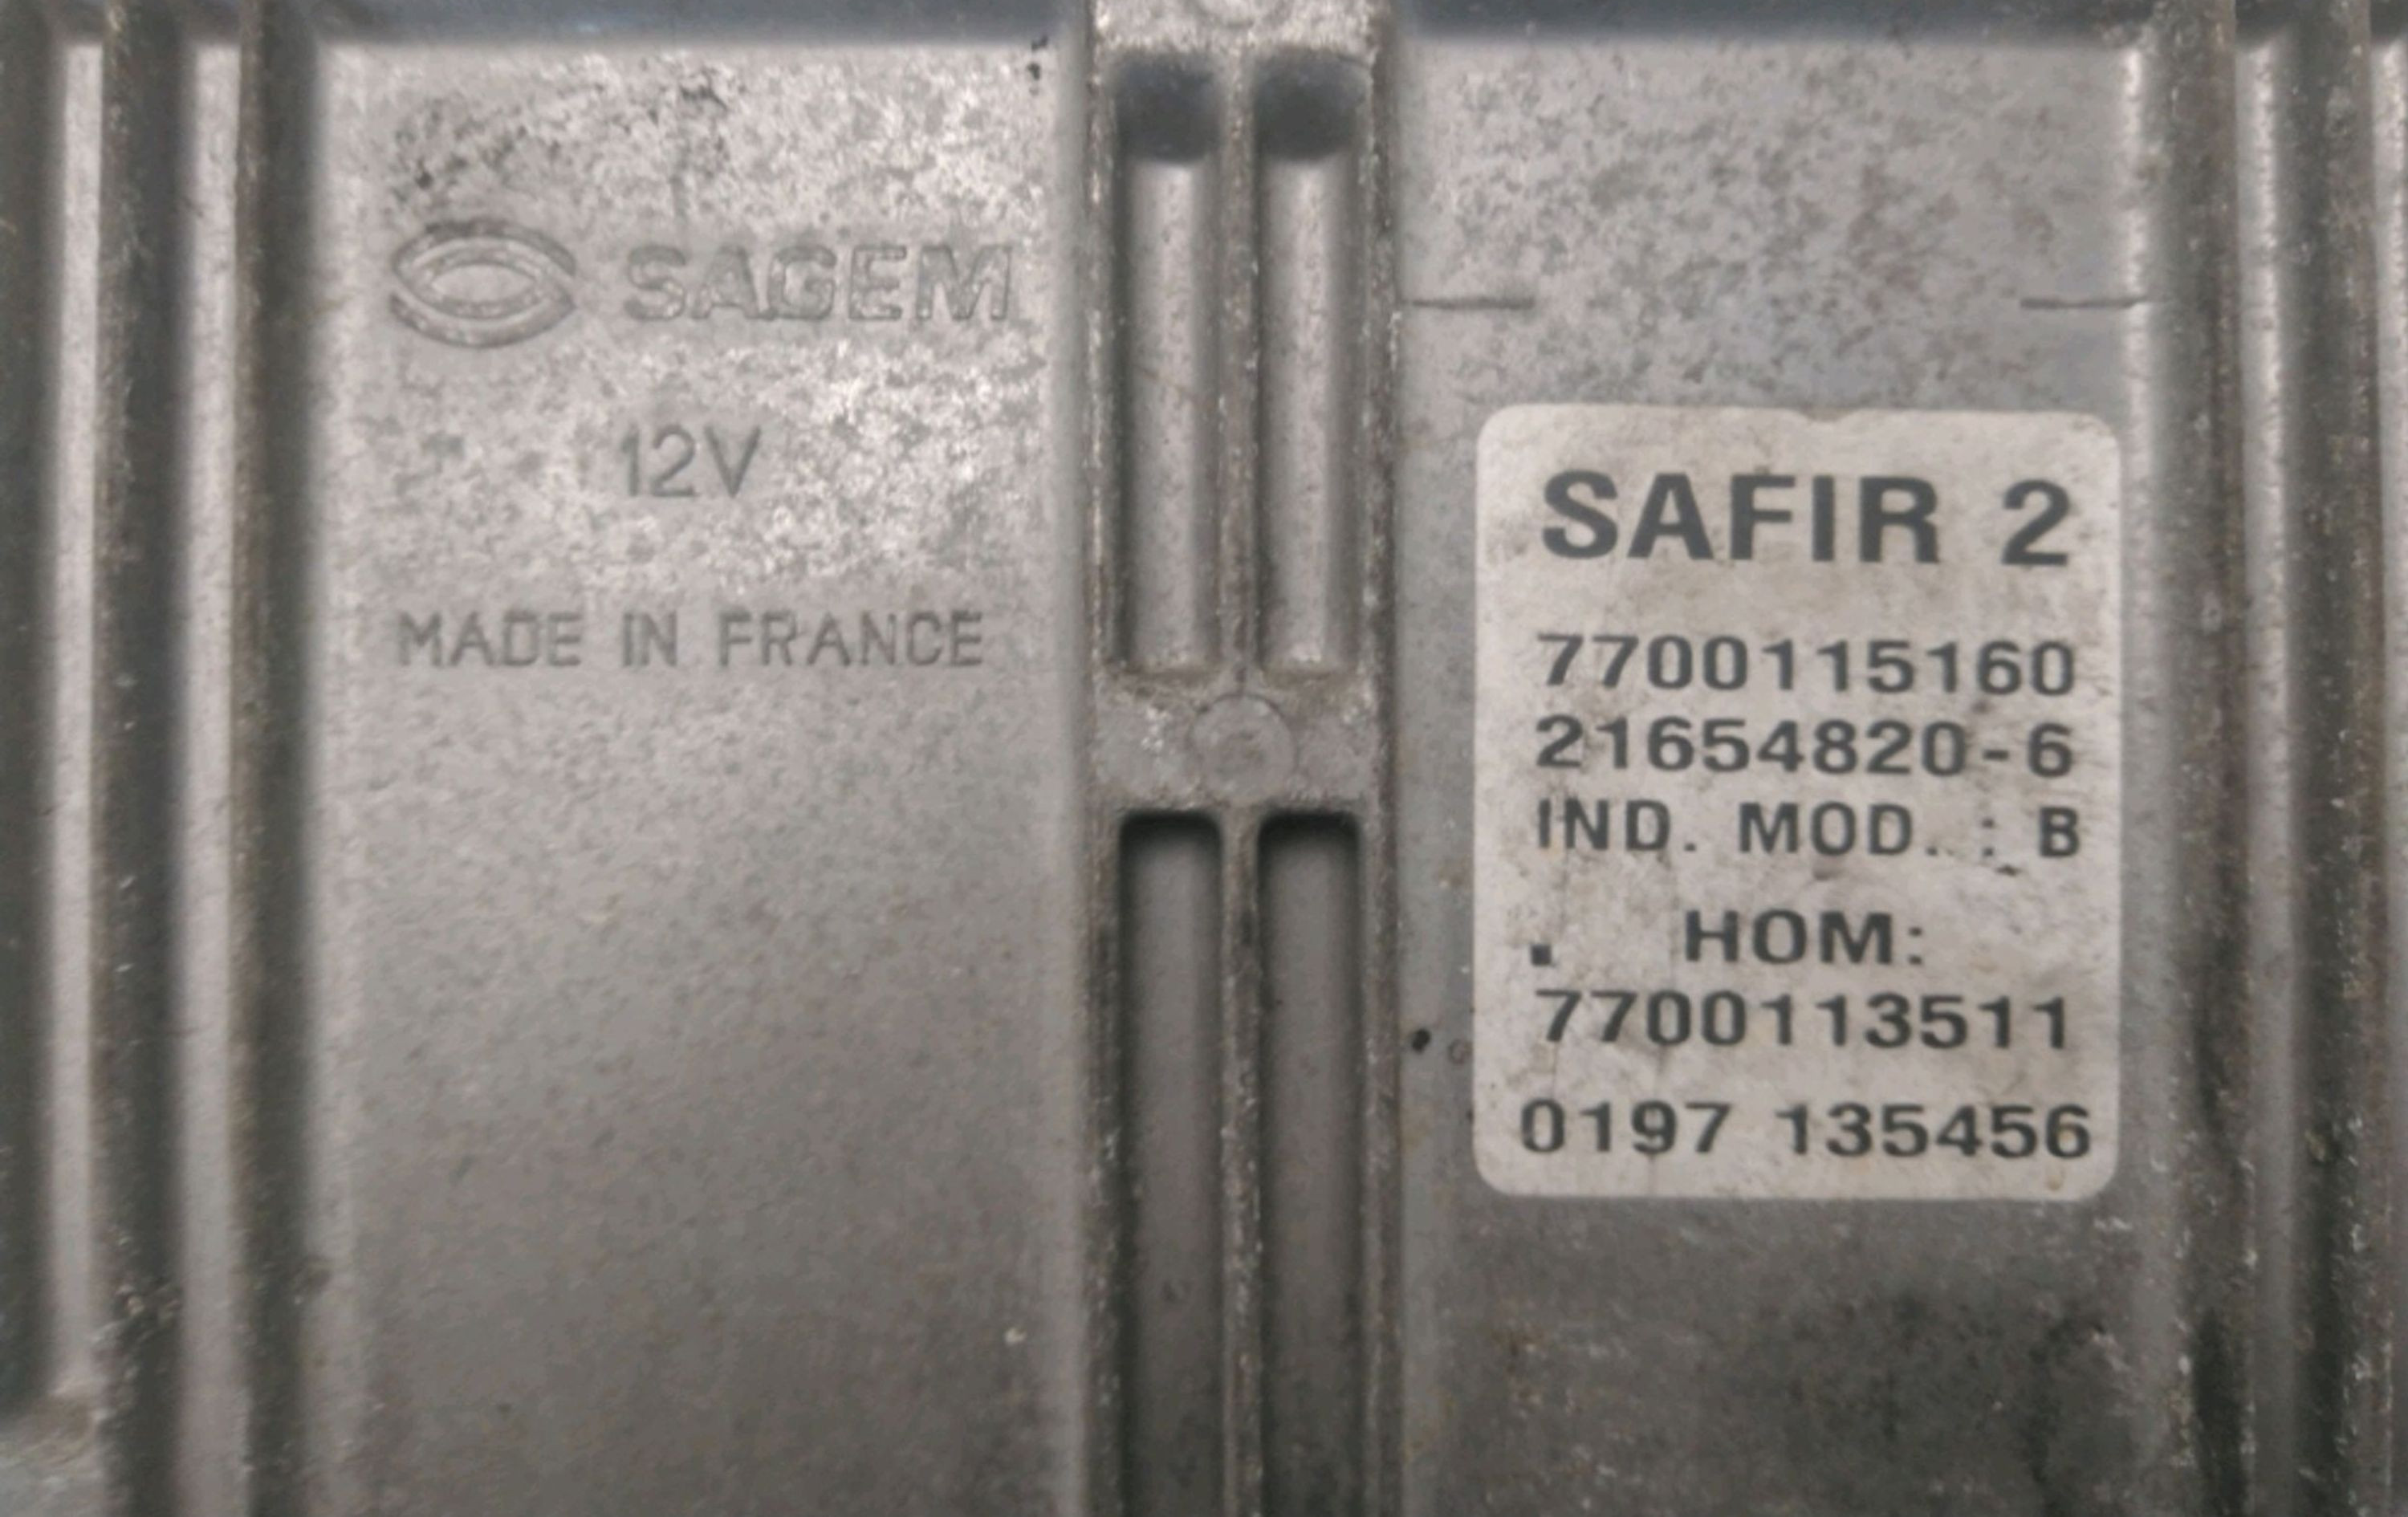 SAGEM
12V
MADE IN FRANCE
SAFIR 2
7700115160
21654820-6
IND. MOD. : B
. HOM:
7700113511
0197 135456